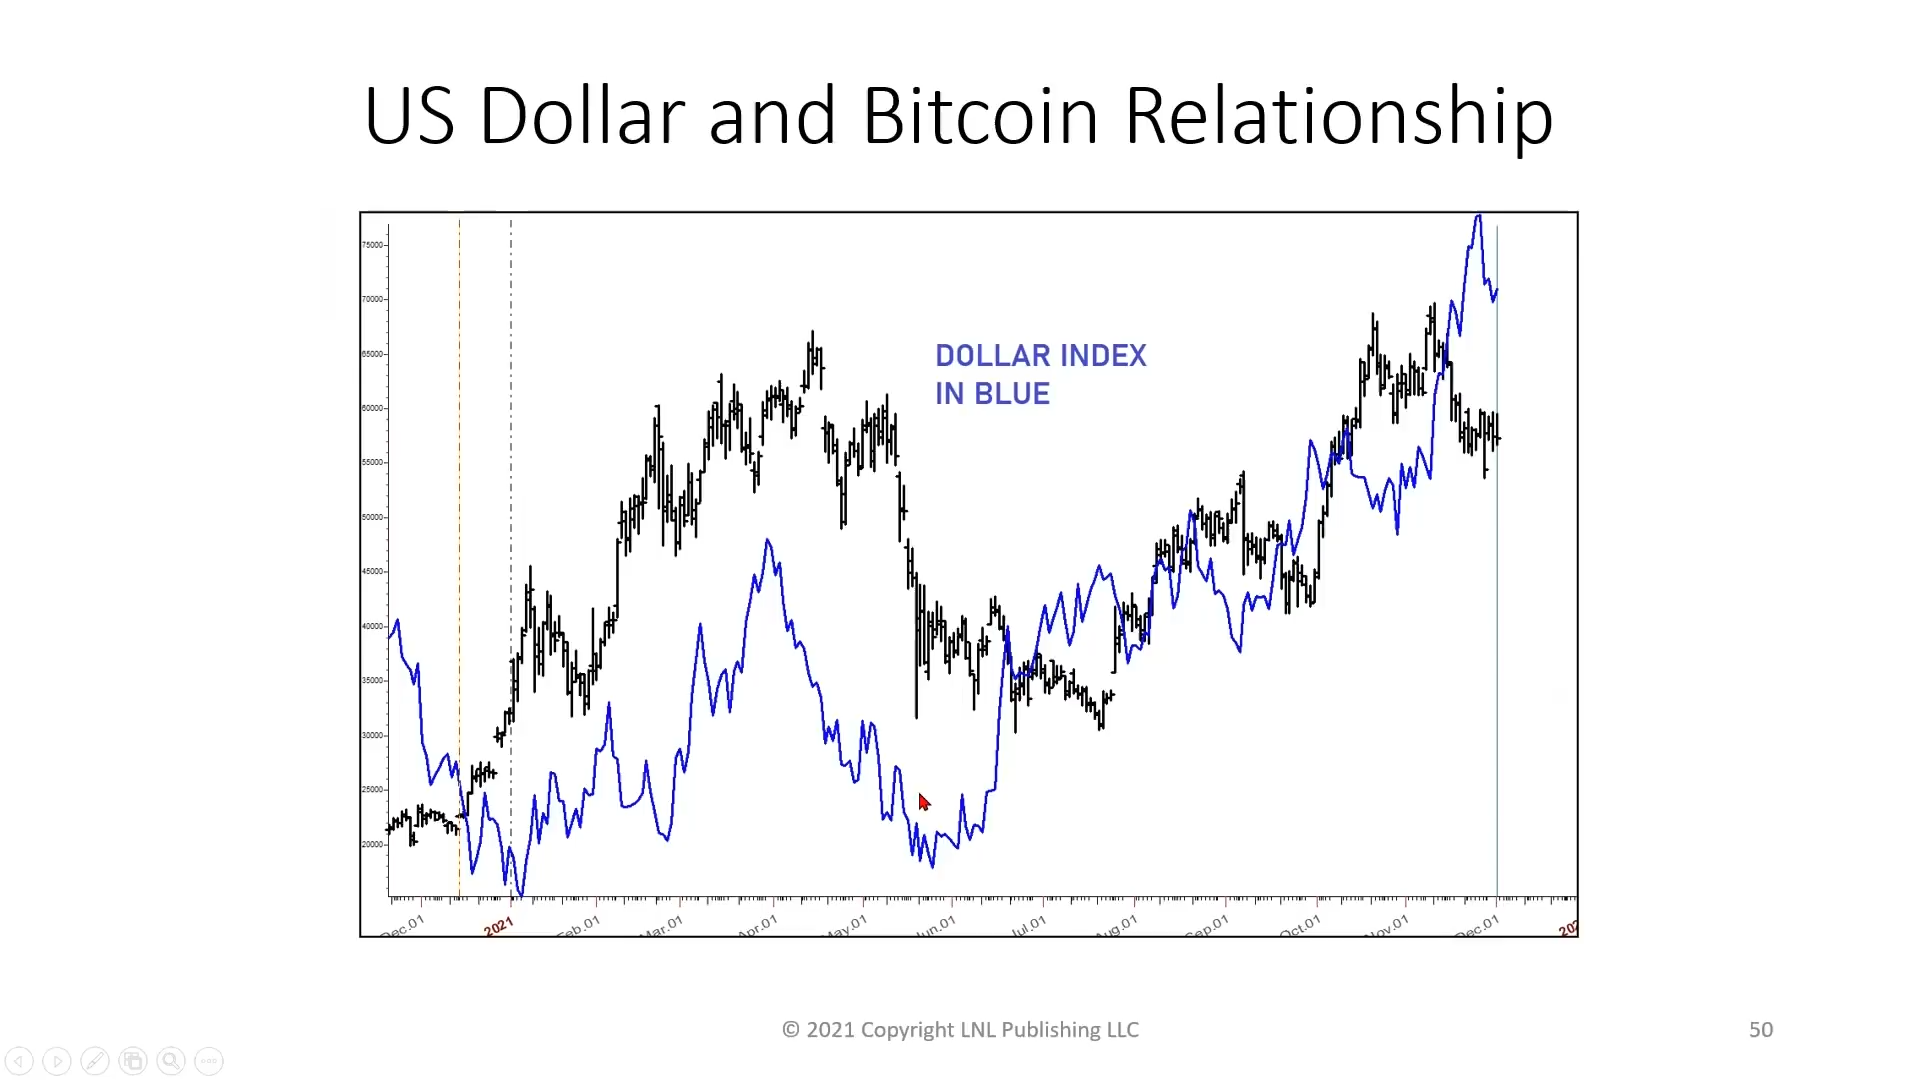 US Dollar and Bitcoin Relationship
DOLLAR INDEX
IN BLUE
75000
70000
65000
60000
55000
50000
45000
40000
35000
30000
25000
20000
Dec.01 2021 Feb.01 Mar.01 Apr.01 May.01 Jun.01 Jul.01 Aug.01 Sep.01 Oct.01 Nov.01 Dec.01 202
© 2021 Copyright LNL Publishing LLC
50